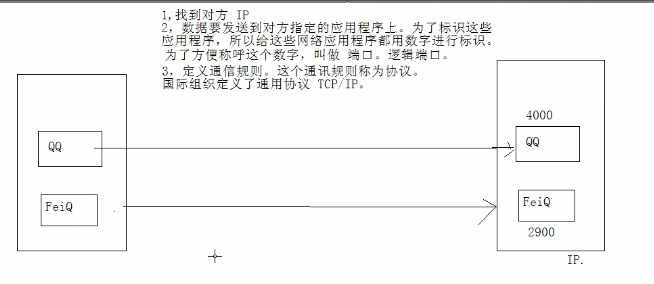 1,找到对方 IP
2, 数据要发送到对方指定的应用程序上。为了标识这些
应用程序, 所以给这些网络应用程序都用数字进行标识。
为了方便称呼这个数字, 叫做 端口。逻辑端口。
3, 定义通信规则。这个通讯规则称为协议。
国际组织定义了通用协议 TCP/IP。
QQ
FeiQ
4000
QQ
FeiQ
2900
IP.